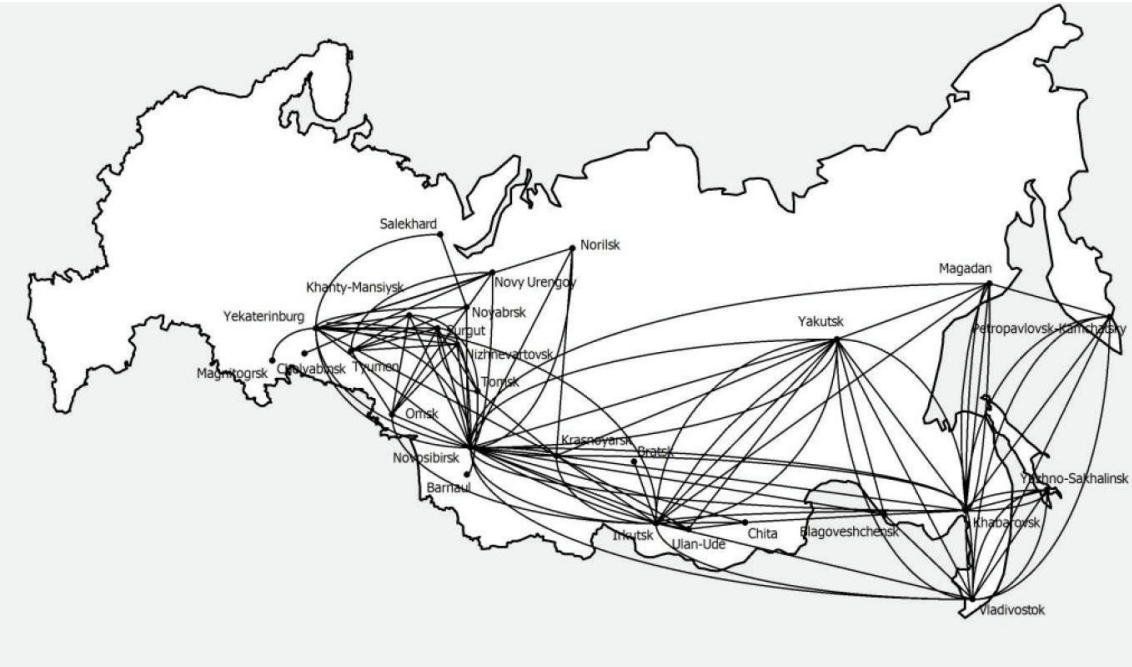 Salekhard
Norilsk
Magadan
Khanty-Mansiysk
Novy Urengoy
Noyabrsk
Yekaterinburg
Yakutsk
Petropavlovsk-Kamchatsky
Surgut
Nizhnevartovsk
Magnitogrsk
Chelyabinsk
Tyumen
Tomsk
Omsk
Krasnoyarsk
Bratsk
Novosibirsk
Barnaul
Yuzhno-Sakhalinsk
Khabarovsk
Irkutsk
Ulan-Ude
Chita
Blagoveshchensk
Vladivostok